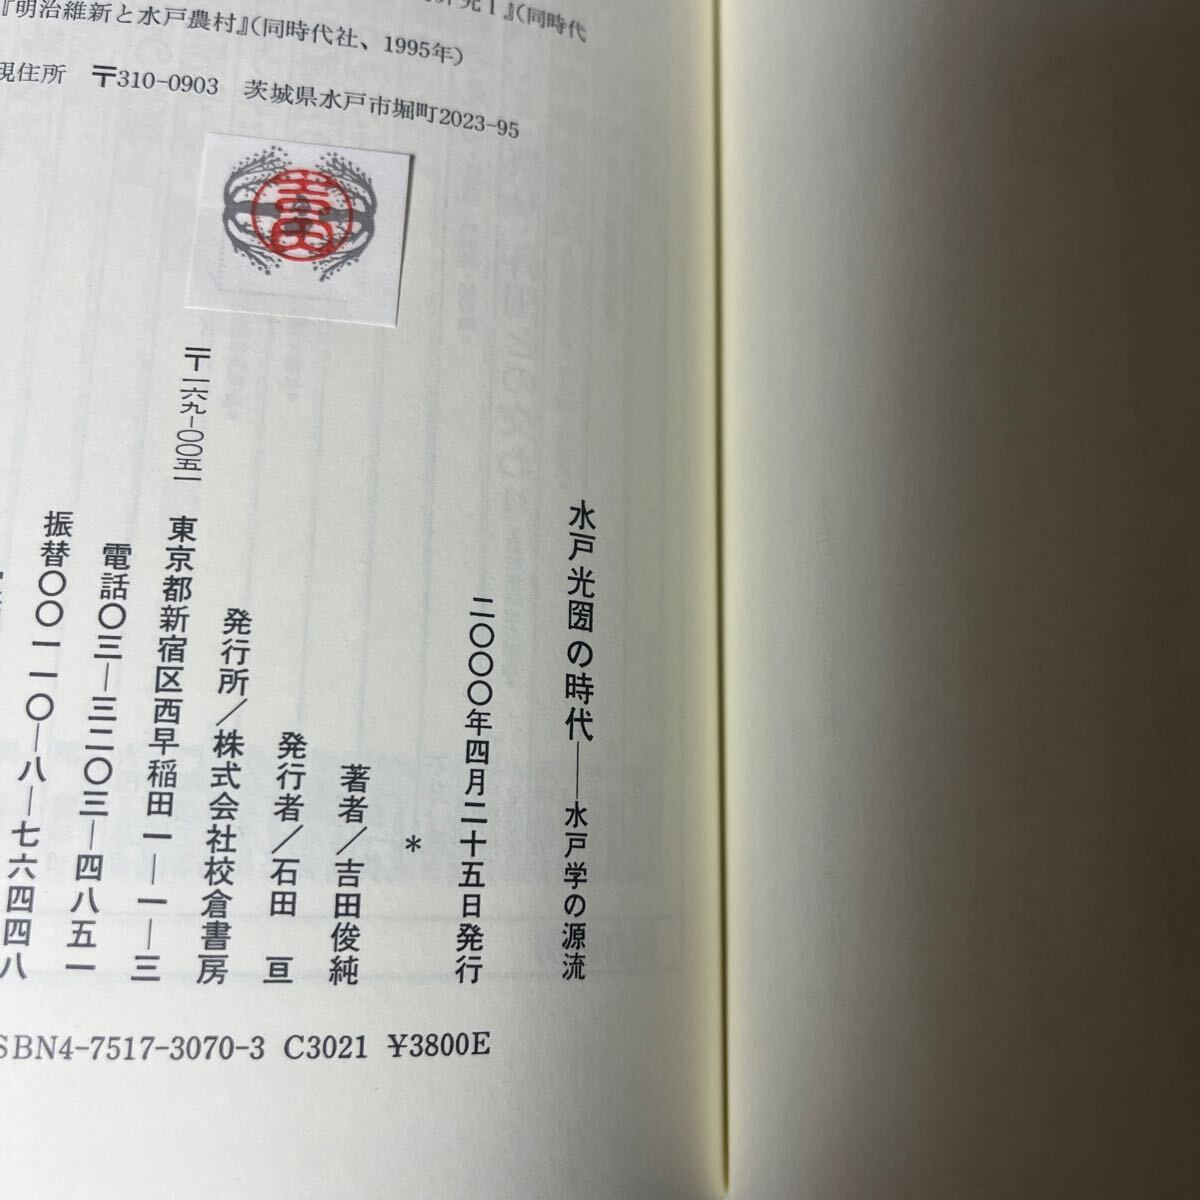 究Ⅰ』(同時代
『明治維新と水戸農村』(同時代社、1995年)
現住所 〒310-0903 茨城県水戸市堀町2023-95
水戸光圀の時代──水戸学の源流
二〇〇〇年四月二十五日発行
＊
著者／吉田俊純
発行者／石田 亘
発行所／株式会社校倉書房
〒一六九-〇〇五一 東京都新宿区西早稲田一-一-三
電話〇三-三二〇三-四八五一
振替〇〇一一〇-八-七六四四八
SBN4-7517-3070-3 C3021 ¥3800E